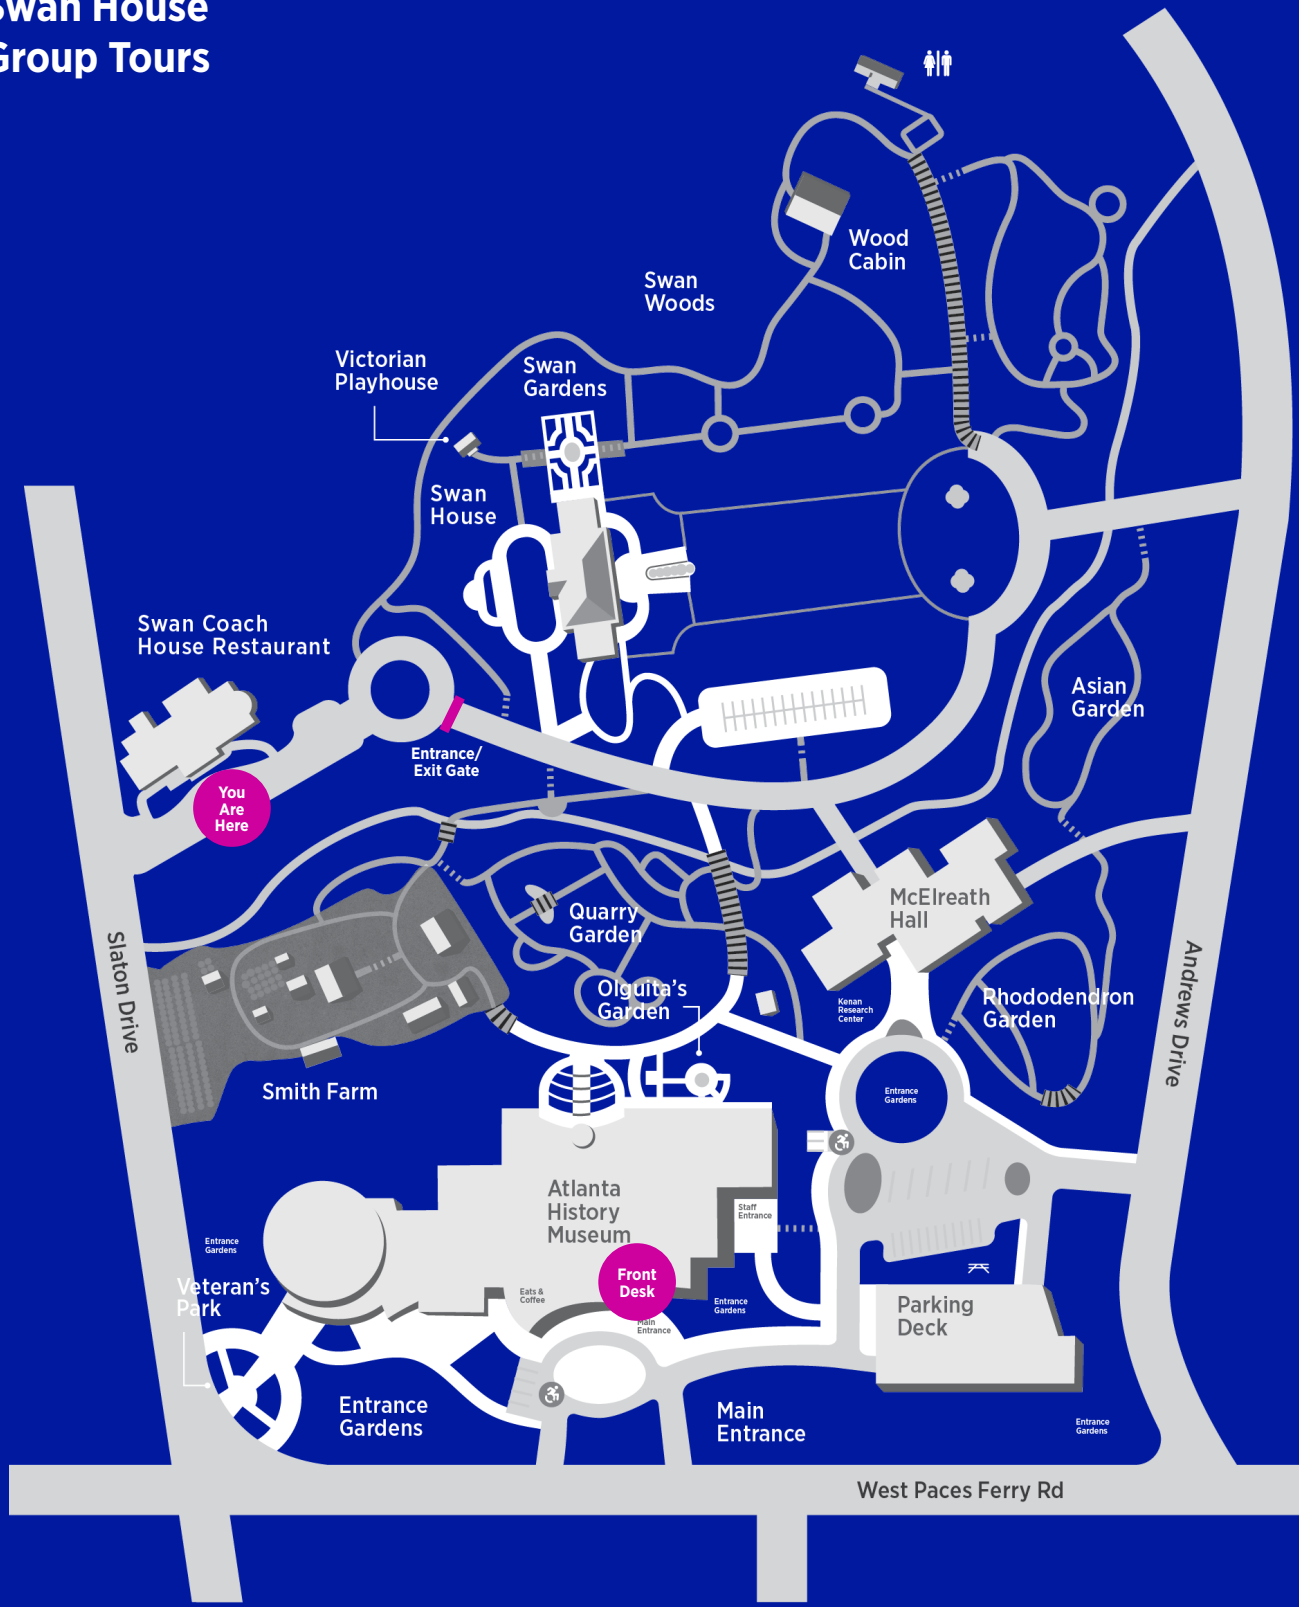 Swan House
Group Tours
Wood
Cabin
Swan
Woods
Victorian
Playhouse
Swan
Gardens
Swan
House
Swan Coach
House Restaurant
Asian
Garden
Entrance/
Exit Gate
You
Are
Here
McElreath
Hall
Quarry
Garden
Slaton Drive
Andrews Drive
Olguita's
Garden
Kenan
Research
Center
Rhododendron
Garden
Smith Farm
Entrance
Gardens
Atlanta
History
Museum
Staff
Entrance
Entrance
Gardens
Veteran's
Park
Front
Desk
Eats &
Coffee
Main
Entrance
Entrance
Gardens
Parking
Deck
Entrance
Gardens
Main
Entrance
Entrance
Gardens
West Paces Ferry Rd